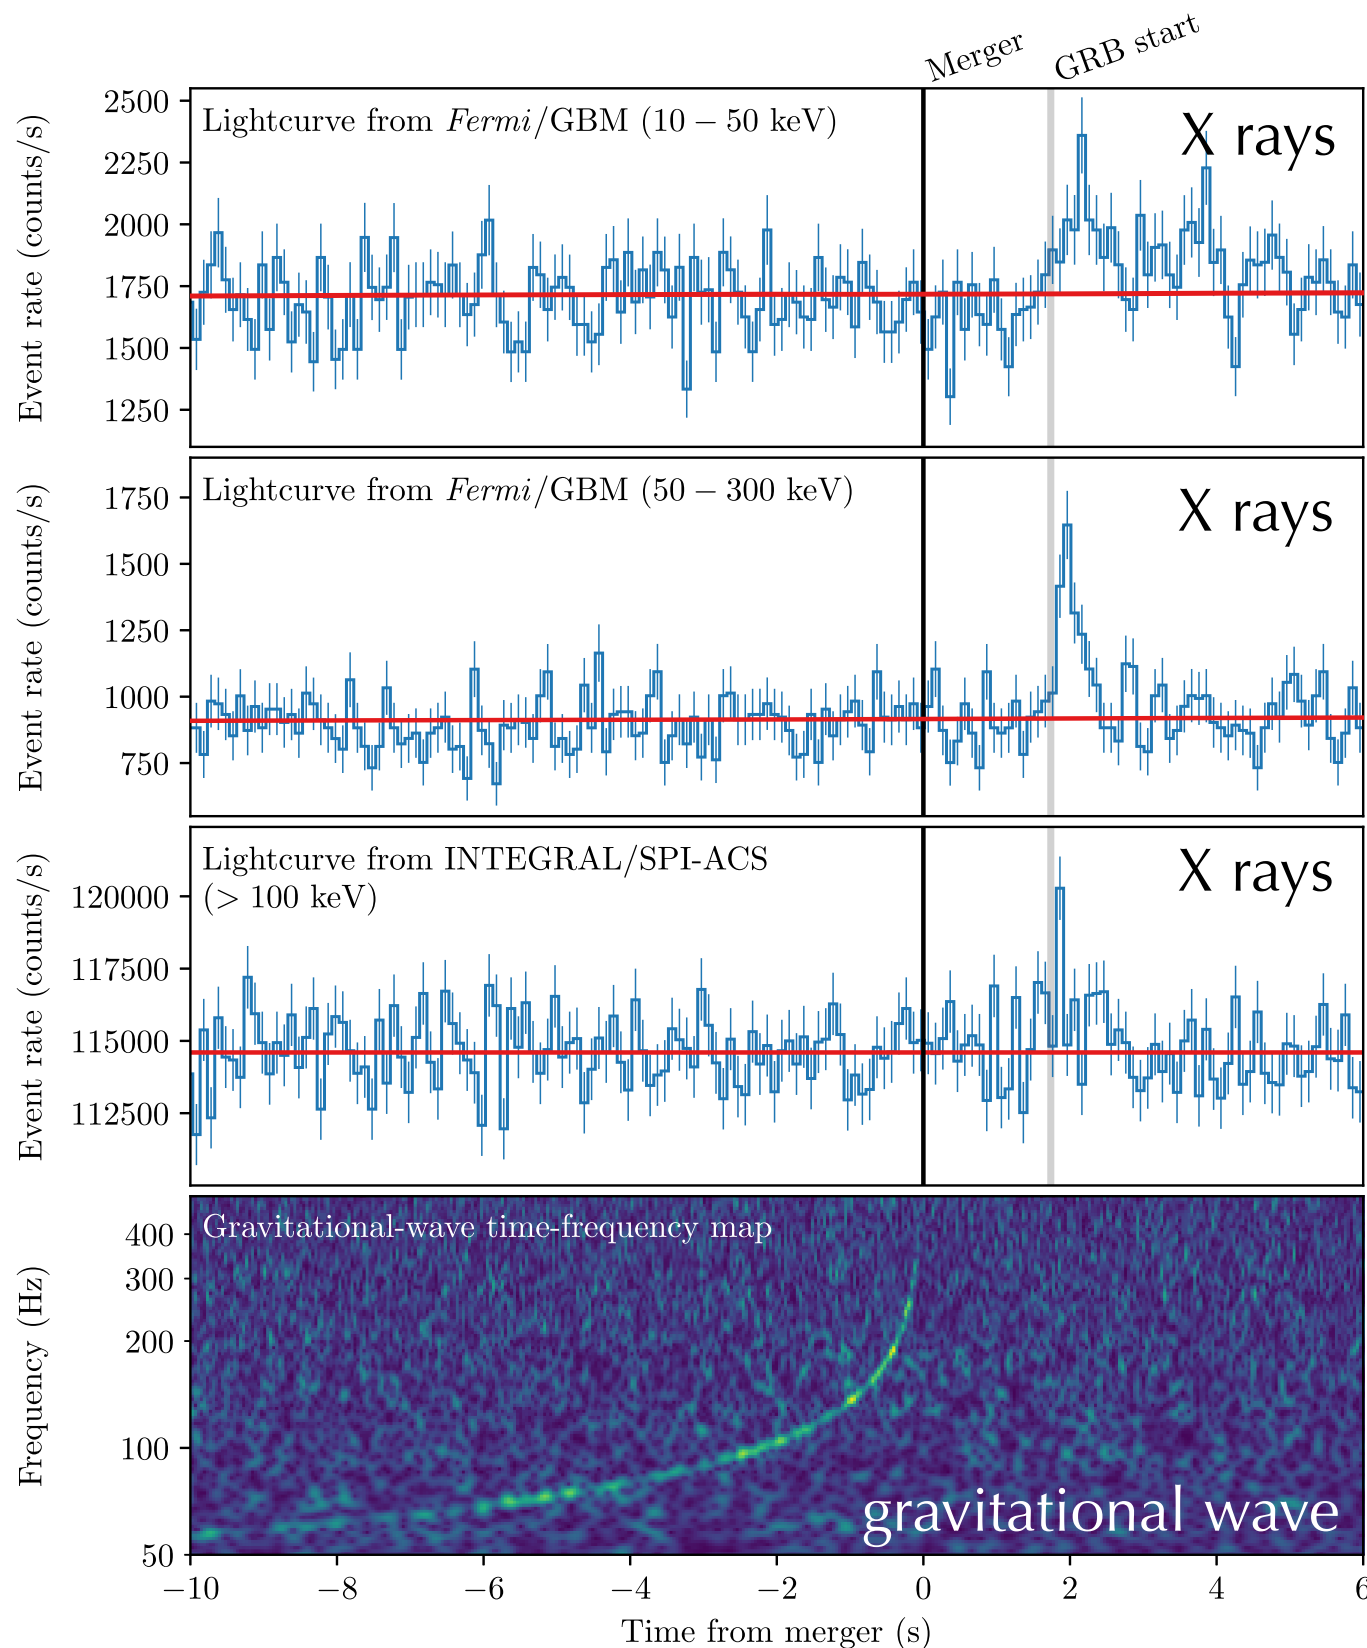 Merger
GRB start
Event rate (counts/s)
2500
2250
2000
1750
1500
1250
Lightcurve from Fermi/GBM (10 − 50 keV)
X rays
Event rate (counts/s)
1750
1500
1250
1000
750
Lightcurve from Fermi/GBM (50 − 300 keV)
X rays
Event rate (counts/s)
120000
117500
115000
112500
Lightcurve from INTEGRAL/SPI-ACS
(> 100 keV)
X rays
Frequency (Hz)
400
300
200
100
50
Gravitational-wave time-frequency map
gravitational wave
−10 −8 −6 −4 −2 0 2 4 6
Time from merger (s)